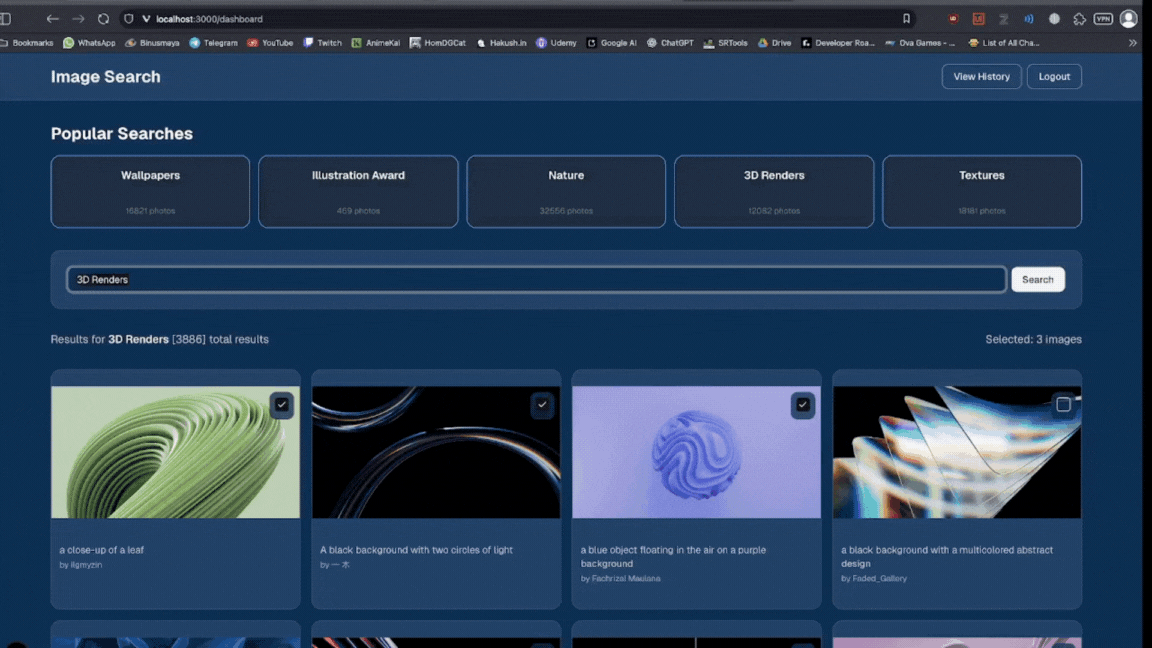 localhost:3000/dashboard
VPN
Bookmarks WhatsApp Binusmaya Telegram YouTube Twitch AnimeKai HomDGCat Hakush.in Udemy Google AI ChatGPT SRTools Drive Developer Roa... Ova Games - ... List of All Cha...
Image Search
View History Logout
Popular Searches
Wallpapers Illustration Award Nature 3D Renders Textures
16821 photos 469 photos 32656 photos 12082 photos 18181 photos
3D Renders Search
Results for 3D Renders [3886] total results Selected: 3 images
a close-up of a leaf
by
A black background with two circles of light
by 一 木
a blue object floating in the air on a purple
background
by Fachrizal Maulana
a black background with a multicolored abstract
design
by Faded_Gallery